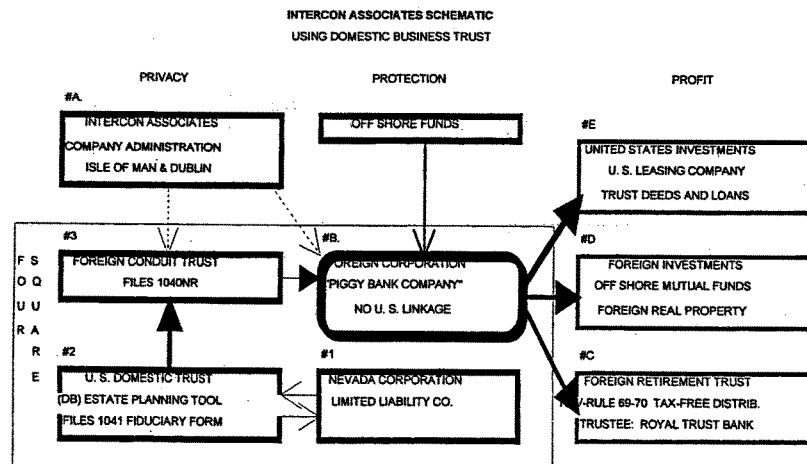 INTERCON ASSOCIATES SCHEMATIC
USING DOMESTIC BUSINESS TRUST
PRIVACY
PROTECTION
PROFIT
#A.
INTERCON ASSOCIATES
COMPANY ADMINISTRATION
ISLE OF MAN & DUBLIN
OFF SHORE FUNDS
#E
UNITED STATES INVESTMENTS
U. S. LEASING COMPANY
TRUST DEEDS AND LOANS
FOUR
SQUARE
#3
FOREIGN CONDUIT TRUST
FILES 1040NR
#B.
FOREIGN CORPORATION
"PIGGY BANK COMPANY"
NO U. S. LINKAGE
#D
FOREIGN INVESTMENTS
OFF SHORE MUTUAL FUNDS
FOREIGN REAL PROPERTY
#2
U. S. DOMESTIC TRUST
(DB) ESTATE PLANNING TOOL
FILES 1041 FIDUCIARY FORM
#1
NEVADA CORPORATION
LIMITED LIABILITY CO.
#C
FOREIGN RETIREMENT TRUST
/-RULE 69-70 TAX-FREE DISTRIB.
TRUSTEE: ROYAL TRUST BANK